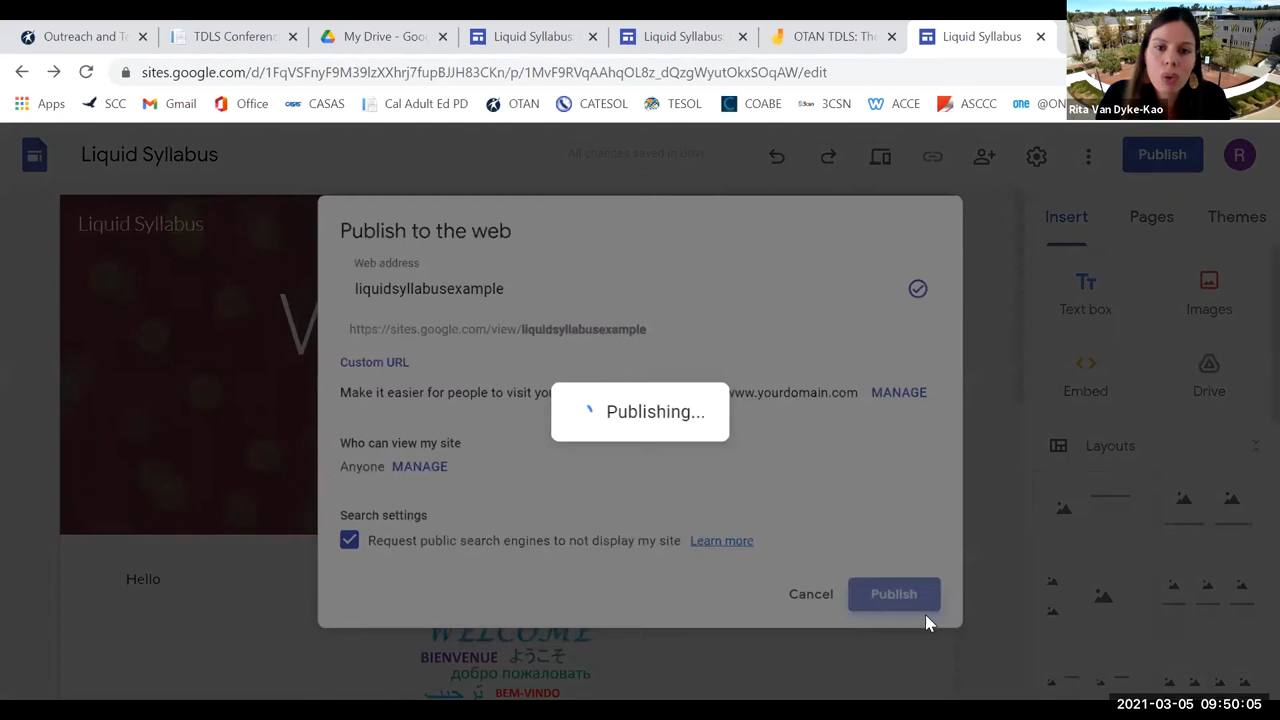 Outreach and Te
TDLS Conferenc
My Drive - Goo
Liquid Syllabus:
Liquid Syllabus:
OTAN TDLS: The
Liquid Syllabus
sites.google.com/d/1FqVSFnyF9M39IzXXhrj7fupBJJHs3CKn/p/1MvF9RVqAAhqOL8z_dQzgWyutOkxSOqAW/edit
Apps
SCC
Gmail
Office
CASAS
Cal Adult Ed PD
OTAN
CATESOL
TESOL
COABE
3CSN
ACCE
ASCCC
one @ON
Rita Van Dyke-Kao
Liquid Syllabus
All changes saved in Drive
Publish
R
Liquid Syllabus
W
Hello
WELCOME
BIENVENUE ようこそ
добро пожаловать
BEM-VINDO
Publish to the web
Web address
liquidsyllabusexample
https://sites.google.com/view/liquidsyllabusexample
Custom URL
Make it easier for people to visit you
www.yourdomain.com MANAGE
Who can view my site
Anyone MANAGE
Search settings
Request public search engines to not display my site Learn more
Cancel
Publish
Publishing...
Insert
Pages
Themes
Text box
Images
Embed
Drive
Layouts
2021-03-05 09:50:05